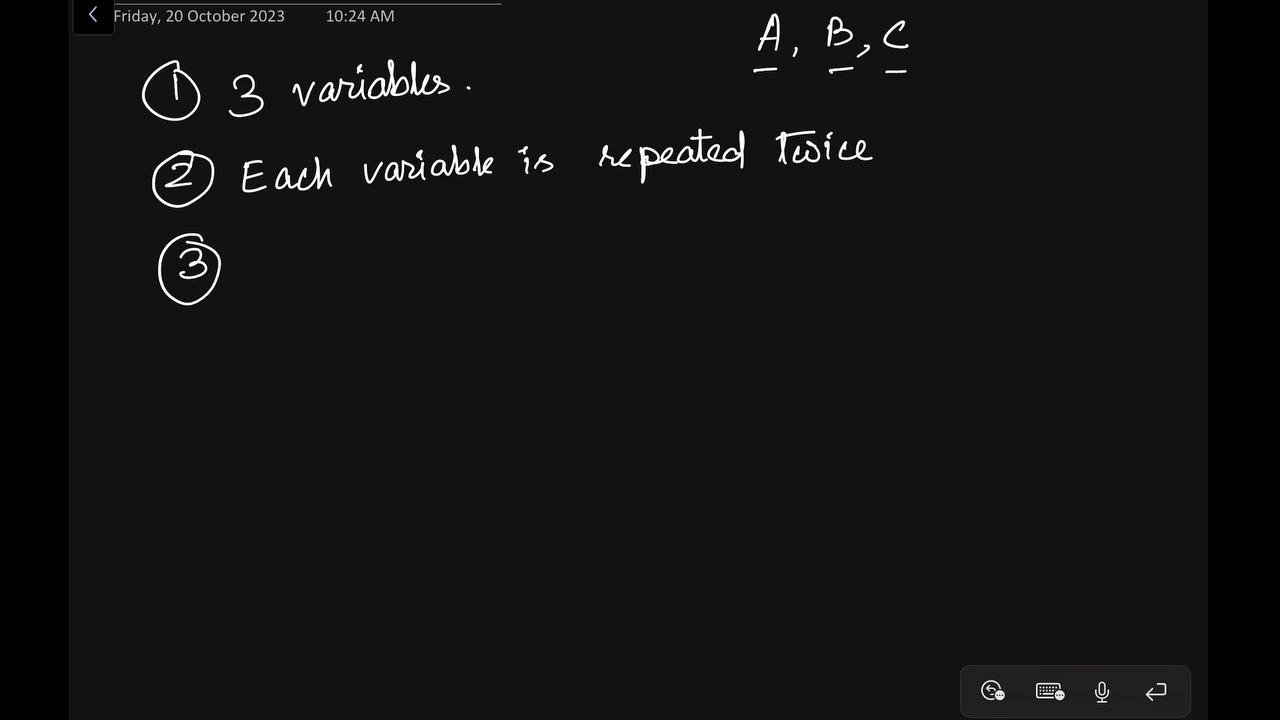 Friday, 20 October 2023 10:24 AM
A, B, C
① 3 variables.
② Each variable is repeated twice
③